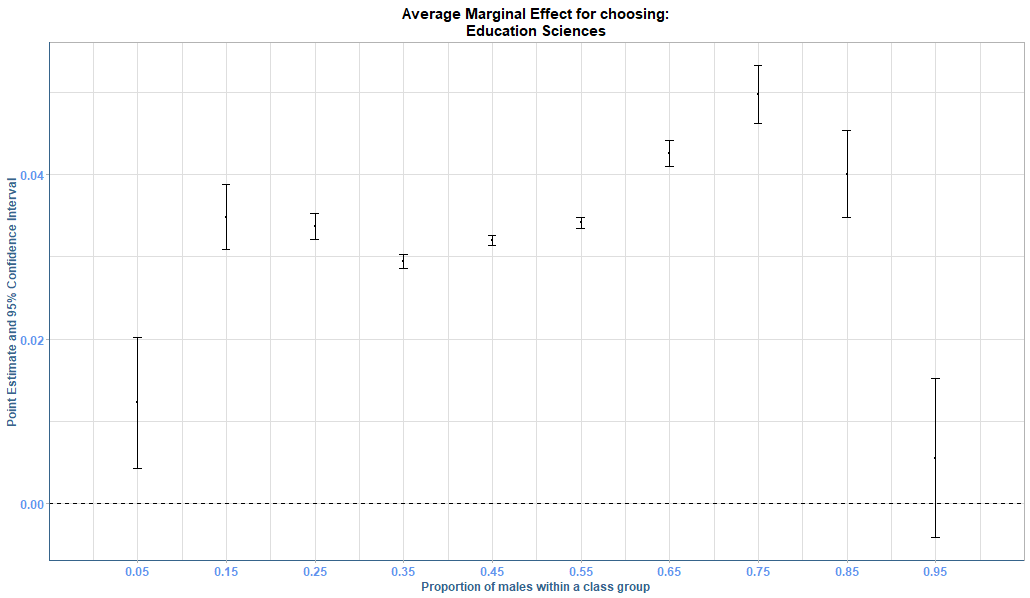 Average Marginal Effect for choosing:
Education Sciences
Point Estimate and 95% Confidence Interval
0.04
0.02
0.00
0.05 0.15 0.25 0.35 0.45 0.55 0.65 0.75 0.85 0.95
Proportion of males within a class group